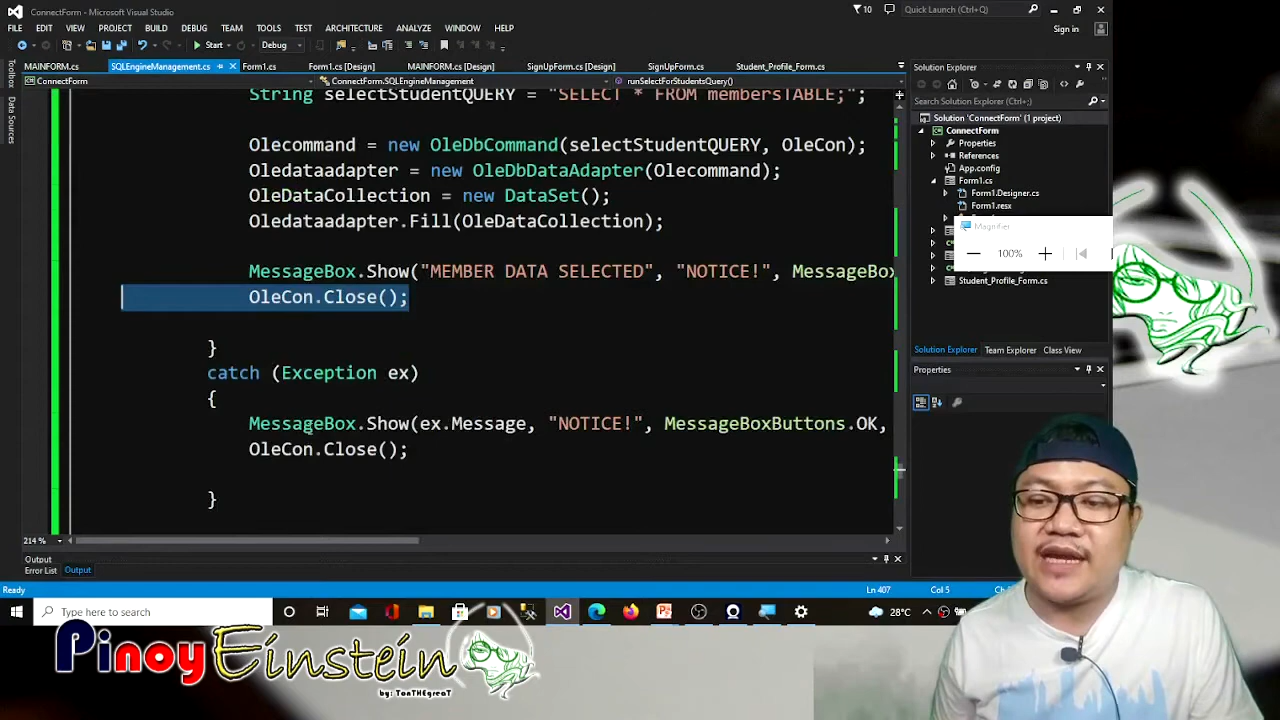 ConnectForm - Microsoft Visual Studio
10
Quick Launch (Ctrl+Q)
FILE EDIT VIEW PROJECT BUILD DEBUG TEAM TOOLS TEST ARCHITECTURE ANALYZE WINDOW HELP
Sign in
Start Debug
MAINFORM.cs SQLEngineManagement.cs Form1.cs Form1.cs [Design] MAINFORM.cs [Design] SignUpForm.cs [Design] SignUpForm.cs Student_Profile_Form.cs
ConnectForm ConnectForm.SQLEngineManagement runSelectForStudentsQuery()
Toolbox
Data Sources
String selectStudentQUERY = "SELECT * FROM membersTABLE;";
Olecommand = new OleDbCommand(selectStudentQUERY, OleCon);
Oledataadapter = new OleDbDataAdapter(Olecommand);
OleDataCollection = new DataSet();
Oledataadapter.Fill(OleDataCollection);
MessageBox.Show("MEMBER DATA SELECTED", "NOTICE!", MessageBox
OleCon.Close();
}
catch (Exception ex)
{
MessageBox.Show(ex.Message, "NOTICE!", MessageBoxButtons.OK,
OleCon.Close();
}
214 %
Output
Error List Output
Solution Explorer
Search Solution Explorer (Ctrl+;)
Solution 'ConnectForm' (1 project)
ConnectForm
Properties
References
App.config
Form1.cs
Form1.Designer.cs
Form1.resx
Magnifier
100%
Student_Profile_Form.cs
Solution Explorer Team Explorer Class View
Properties
Ready
Ln 407 Col 5
Type here to search
28°C
Pinoy Einstein
by: TonTHEgreaT